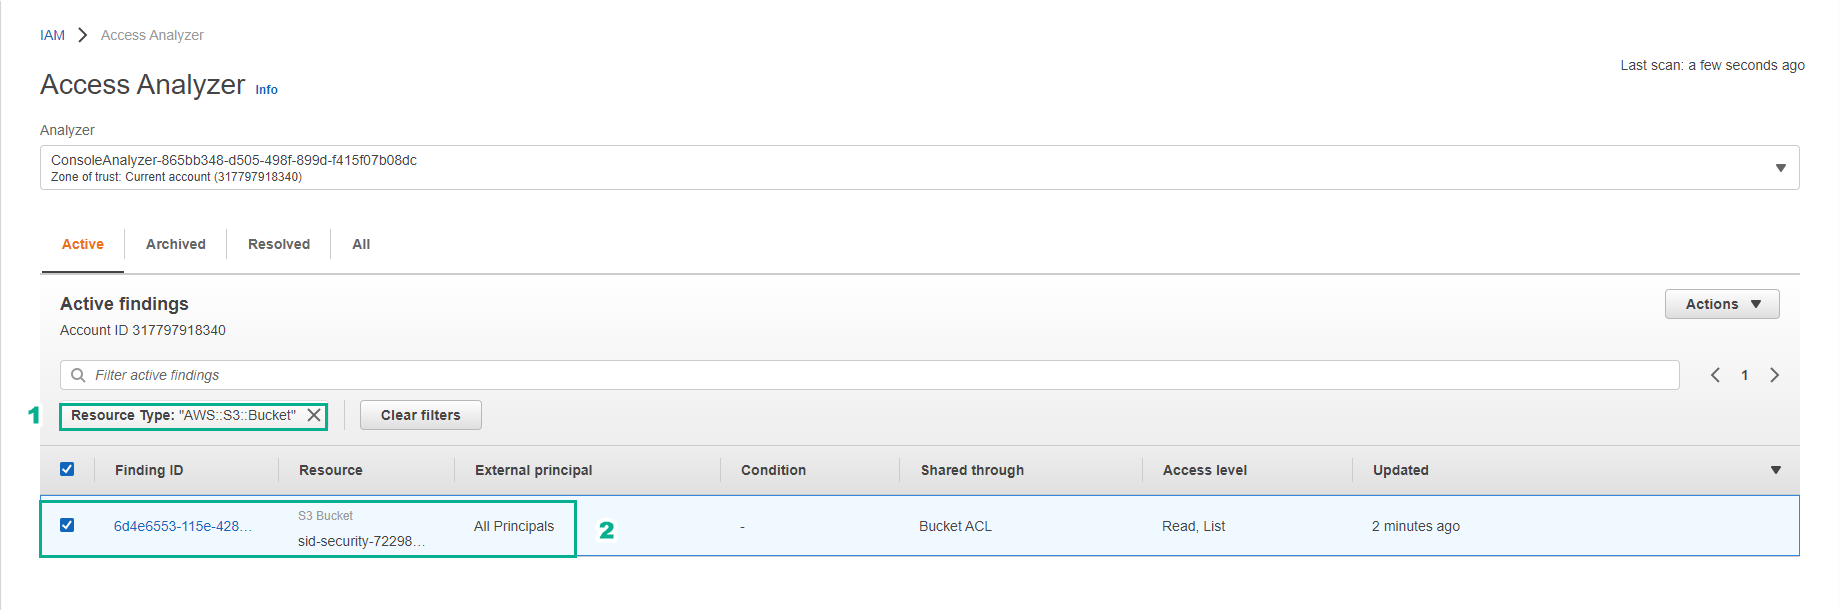 IAM > Access Analyzer
Last scan: a few seconds ago
Access Analyzer Info
Analyzer
ConsoleAnalyzer-865bb348-d505-498f-899d-f415f07b08dc
Zone of trust: Current account (317797918340)
Active Archived Resolved All
Active findings
Actions
Account ID 317797918340
Filter active findings
1
1 Resource Type: "AWS::S3::Bucket" Clear filters
Finding ID Resource External principal Condition Shared through Access level Updated
S3 Bucket
6d4e6553-115e-428... All Principals 2 - Bucket ACL Read, List 2 minutes ago
sid-security-72298...